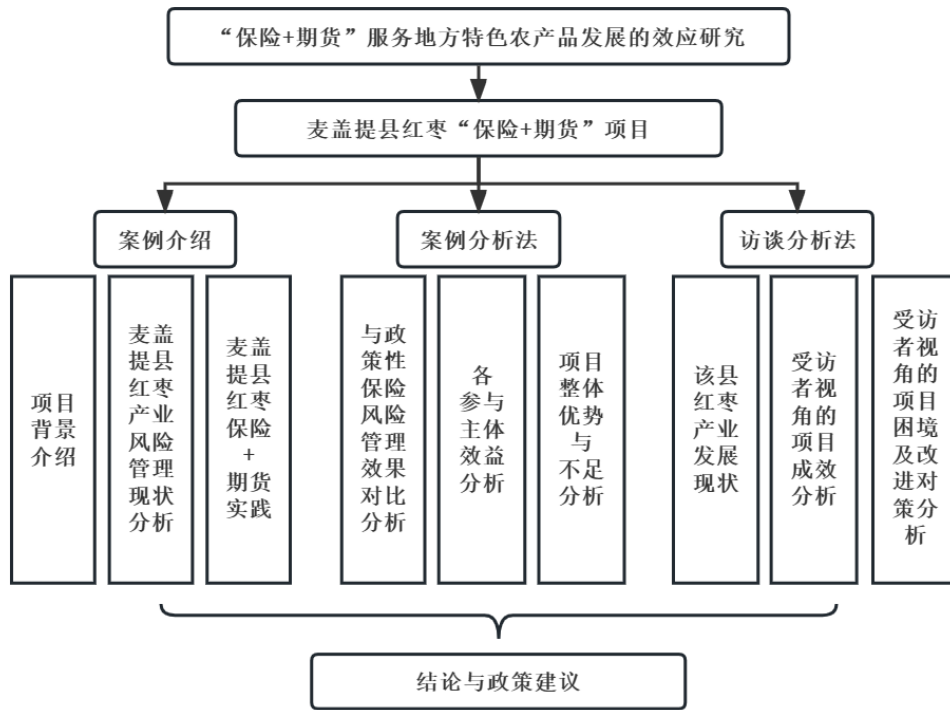 “保险+期货”服务地方特色农产品发展的效应研究
麦盖提县红枣“保险+期货”项目
案例介绍
案例分析法
访谈分析法
项目
背景
介绍
麦盖
提县
红枣
产业
风险
管理
现状
分析
麦盖
提县
红枣
保险
+
期货
实践
与政
策性
保险
风险
管理
效果
对比
分析
各
参与
主体
效益
分析
项目
整体
优势
与
不足
分析
该县
红枣
产业
发展
现状
受访
者视
角的
项目
成效
分析
受访
者视
角的
项目
困境
及改
进对
策分
析
结论与政策建议